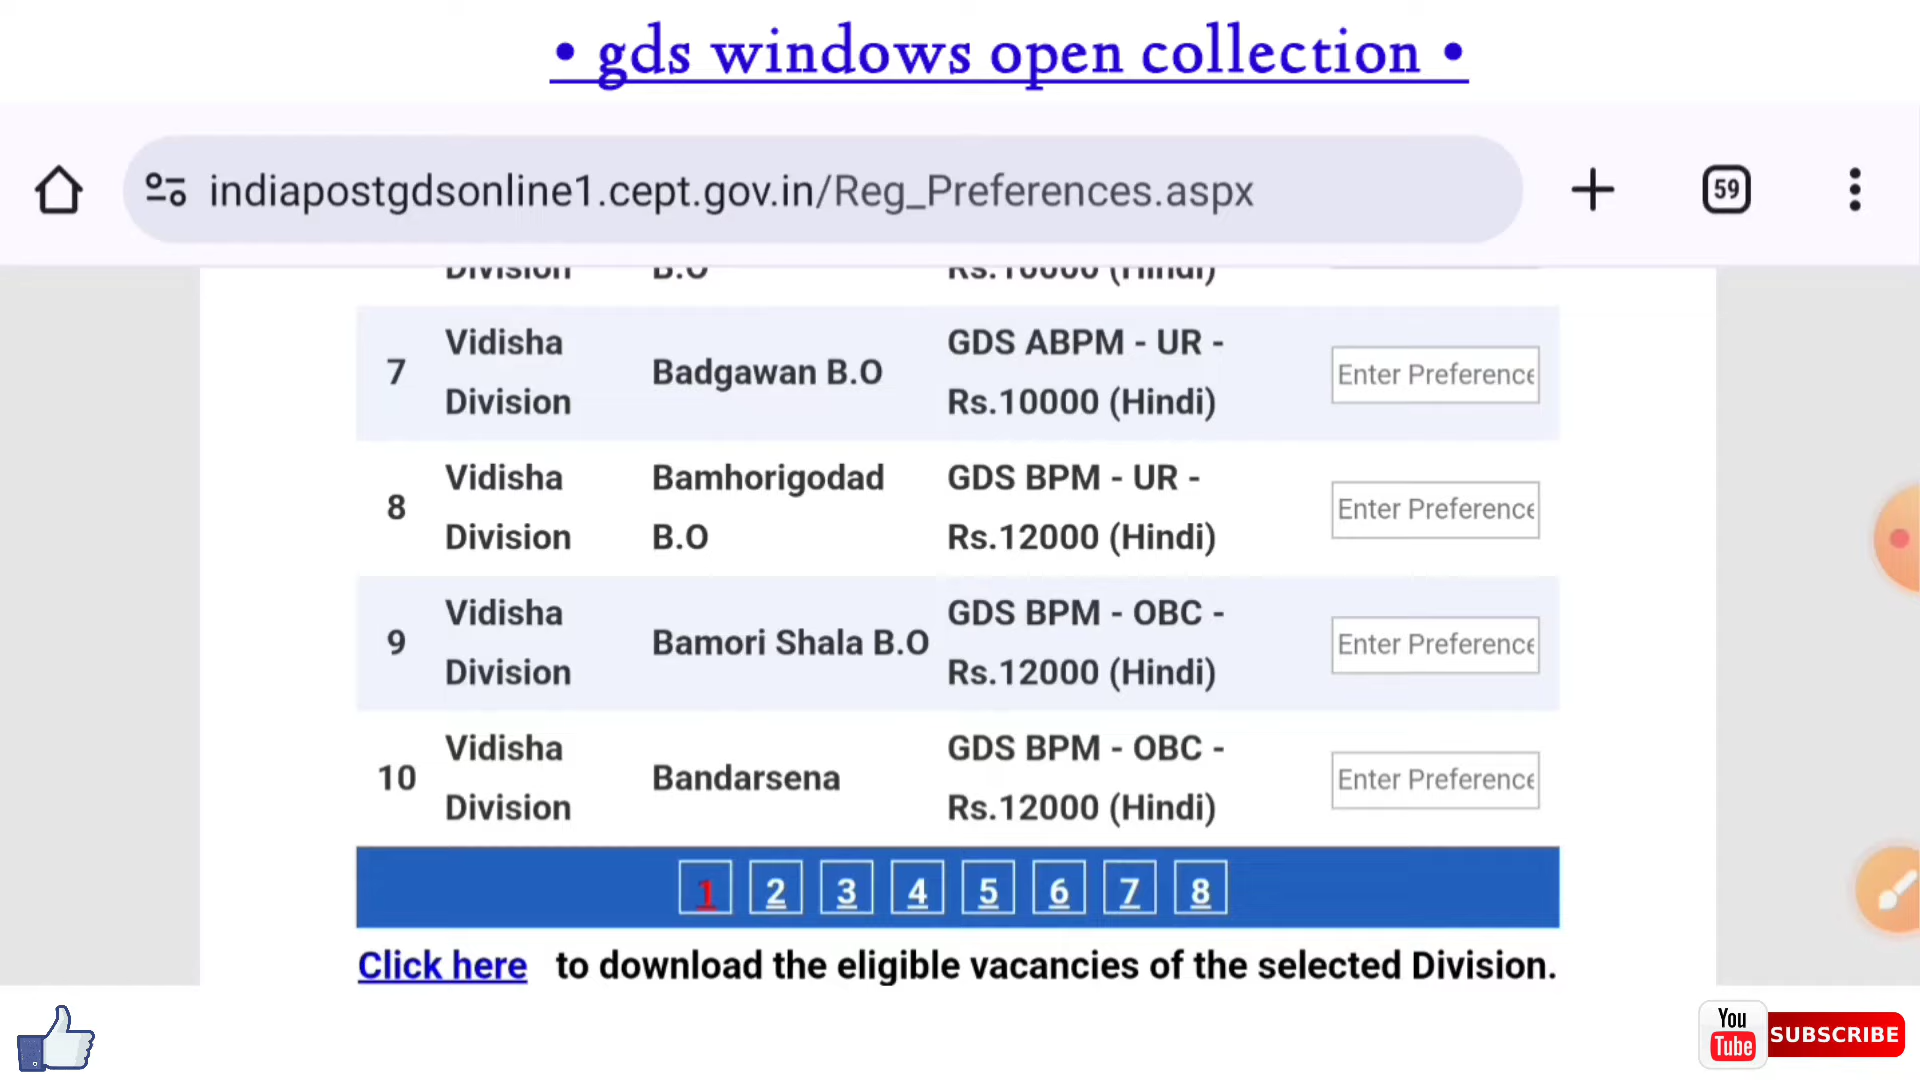 • gds windows open collection •
indiapostgdsonline1.cept.gov.in/Reg_Preferences.aspx
59
Division B.O Rs.10000 (Hindi)
Vidisha GDS ABPM - UR -
7 Badgawan B.O Enter Preference
Division Rs.10000 (Hindi)
Vidisha Bamhorigodad GDS BPM - UR -
8 Enter Preference
Division B.O Rs.12000 (Hindi)
Vidisha GDS BPM - OBC -
9 Bamori Shala B.O Enter Preference
Division Rs.12000 (Hindi)
Vidisha GDS BPM - OBC -
10 Bandarsena Enter Preference
Division Rs.12000 (Hindi)
1 2 3 4 5 6 7 8
Click here to download the eligible vacancies of the selected Division.
You
Tube SUBSCRIBE